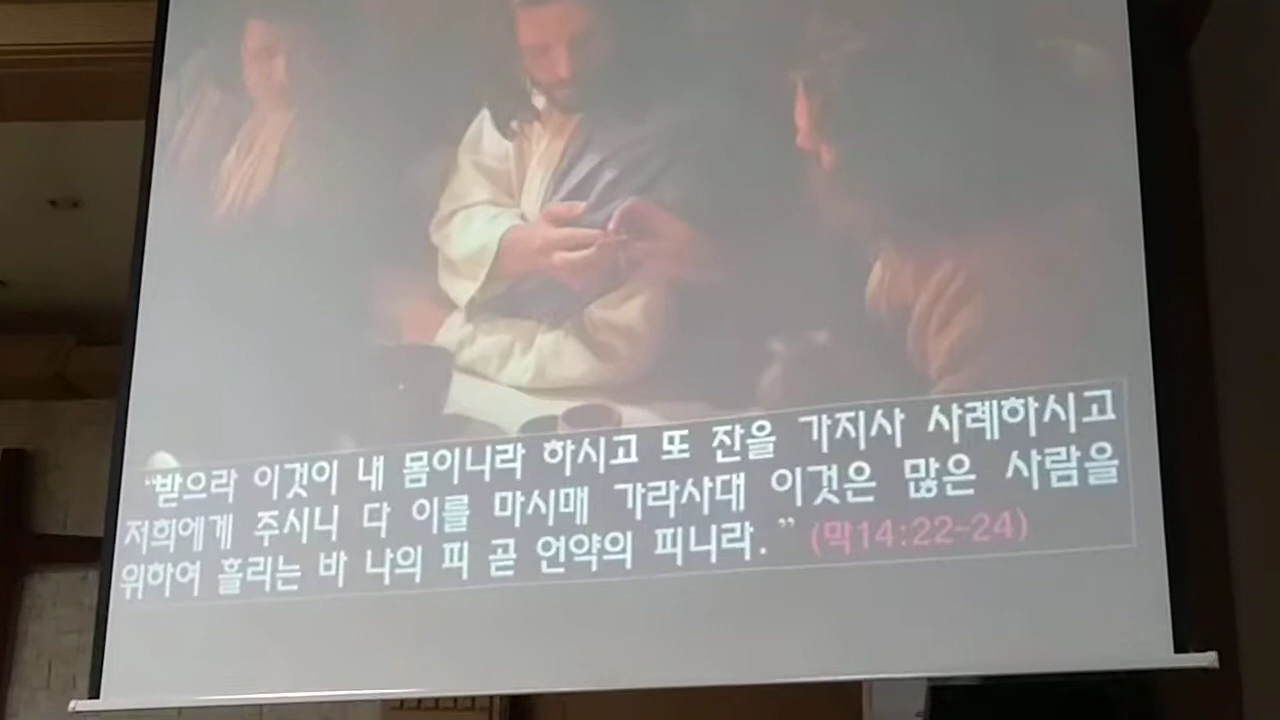 “받으라 이것이 내 몸이니라 하시고 또 잔을 가지사 사례하시고
저희에게 주시니 다 이를 마시매 가라사대 이것은 많은 사람을
위하여 흘리는 바 나의 피 곧 언약의 피니라.” (막14:22-24)